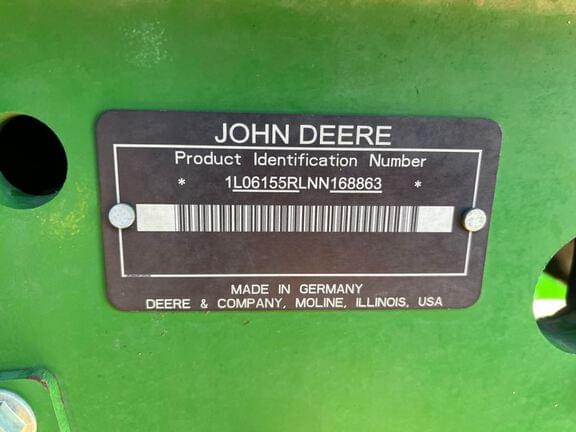 JOHN DEERE
Product Identification Number
* 1L06155RLNN168863 *
MADE IN GERMANY
DEERE & COMPANY, MOLINE, ILLINOIS, USA